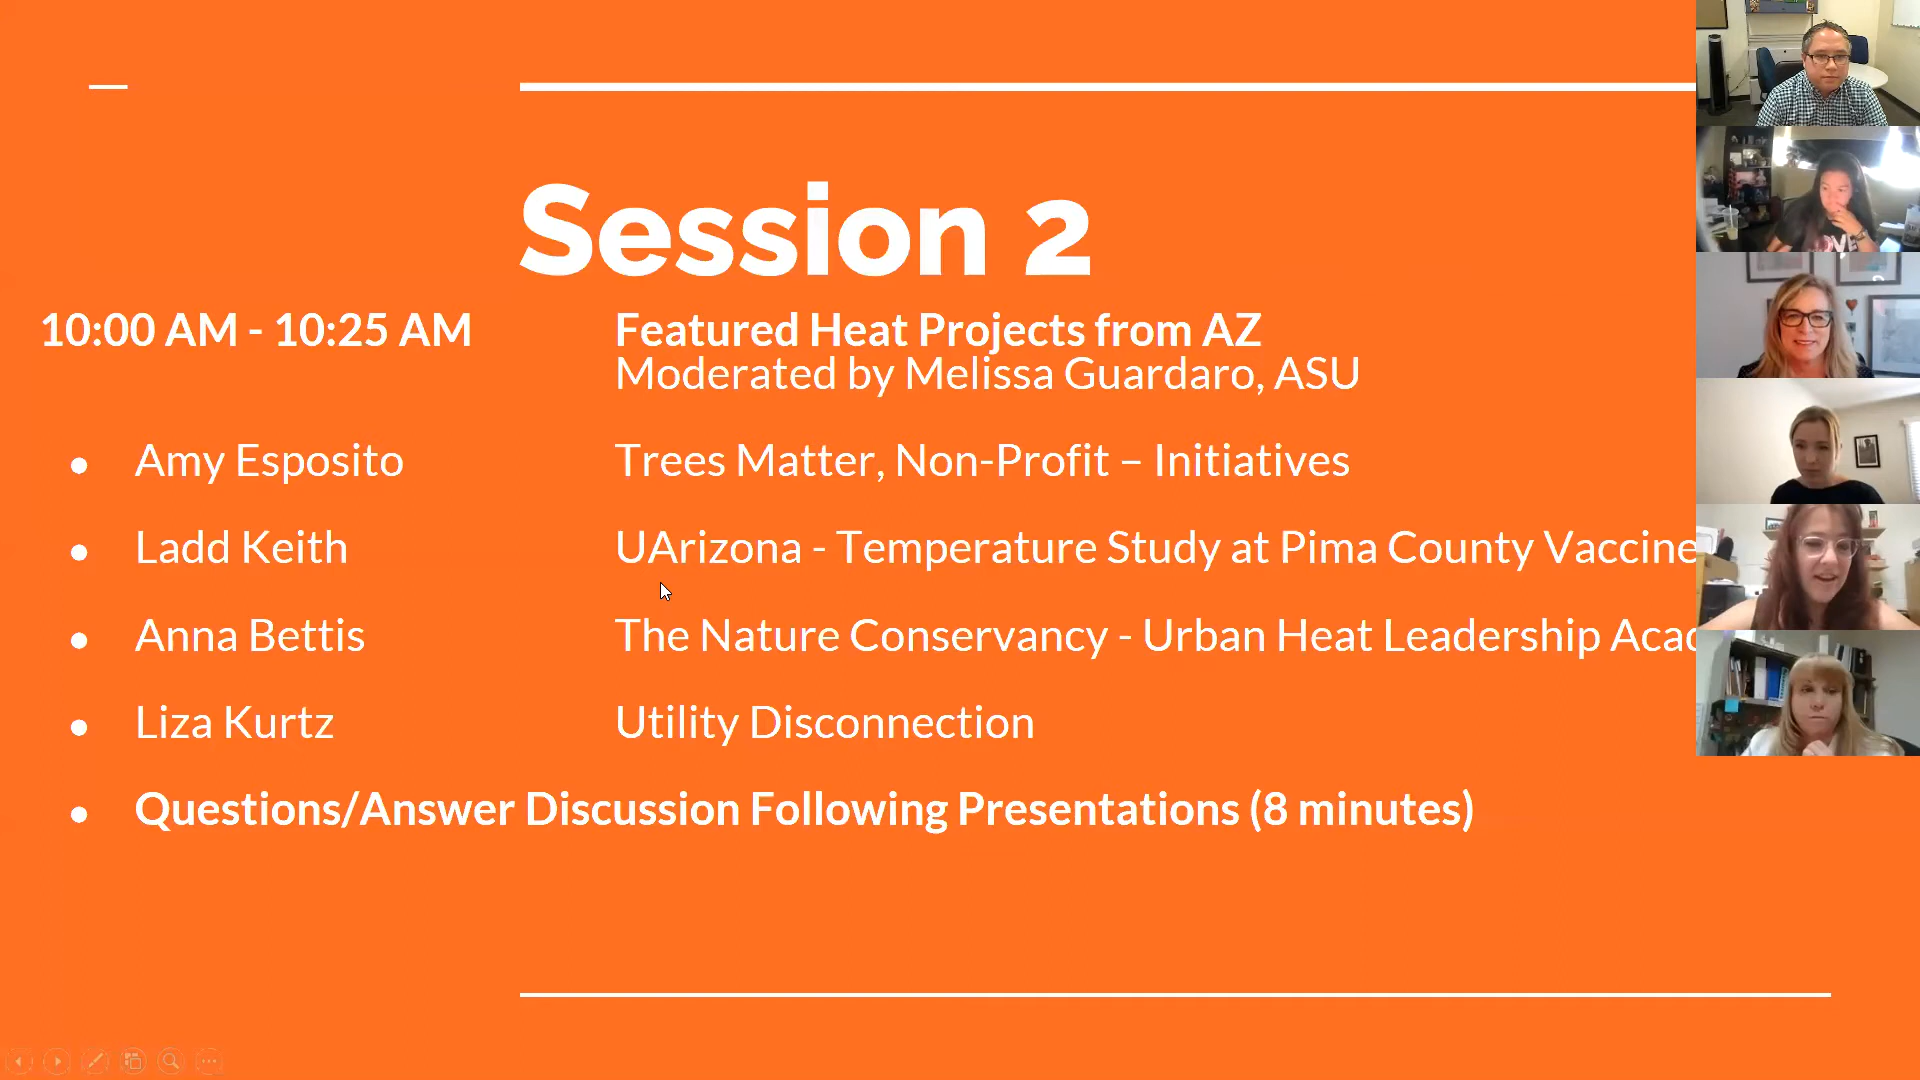 Session 2
10:00 AM - 10:25 AM Featured Heat Projects from AZ
Moderated by Melissa Guardaro, ASU
● Amy Esposito Trees Matter, Non-Profit – Initiatives
● Ladd Keith UArizona - Temperature Study at Pima County Vaccine
● Anna Bettis The Nature Conservancy - Urban Heat Leadership Acad
● Liza Kurtz Utility Disconnection
● Questions/Answer Discussion Following Presentations (8 minutes)